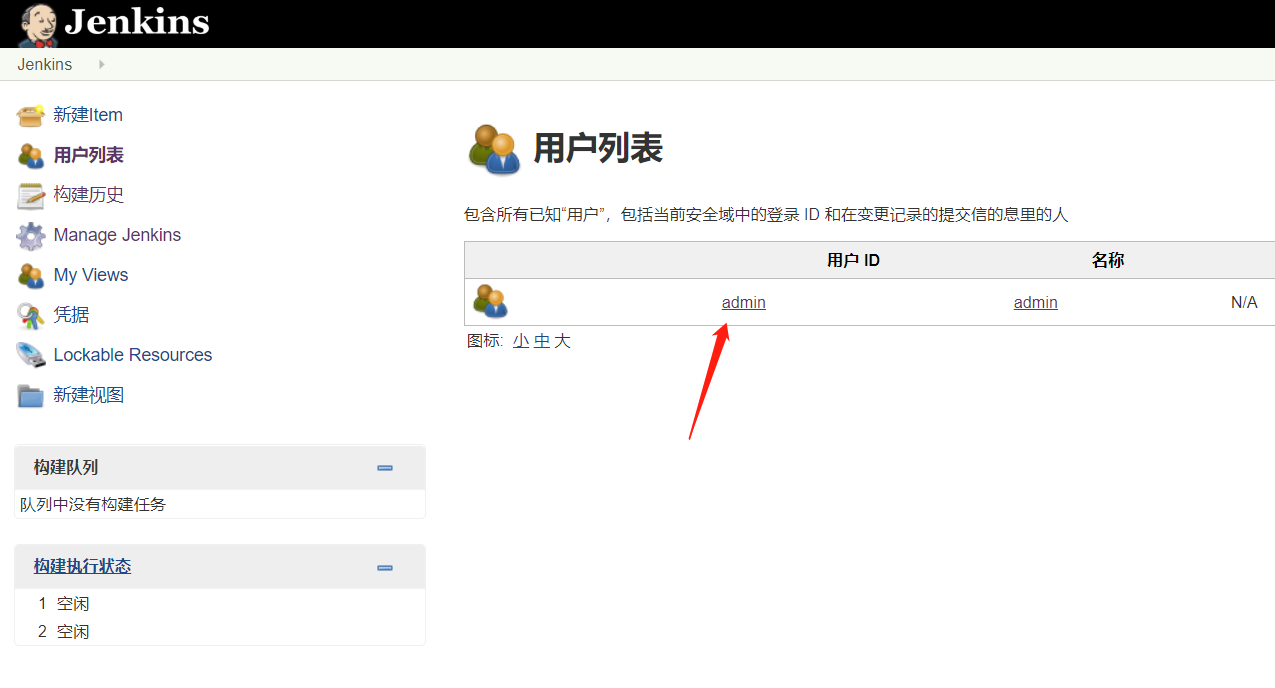 Jenkins
Jenkins
新建Item
用户列表
构建历史
Manage Jenkins
My Views
凭据
Lockable Resources
新建视图
构建队列
队列中没有构建任务
构建执行状态
1 空闲
2 空闲
用户列表
包含所有已知“用户”，包括当前安全域中的登录 ID 和在变更记录的提交信的息里的人
用户 ID 名称
admin admin N/A
图标: 小 中 大